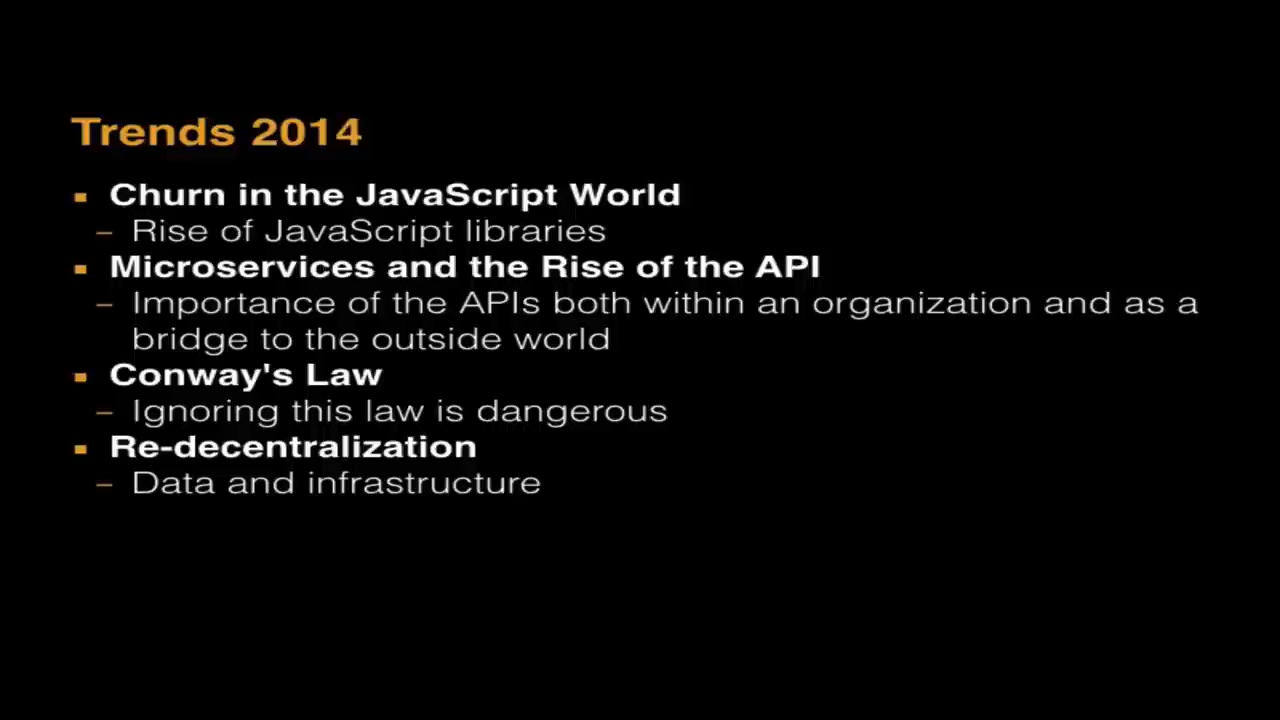 Trends 2014
▪ Churn in the JavaScript World
– Rise of JavaScript libraries
▪ Microservices and the Rise of the API
– Importance of the APIs both within an organization and as a
bridge to the outside world
▪ Conway's Law
– Ignoring this law is dangerous
▪ Re-decentralization
– Data and infrastructure